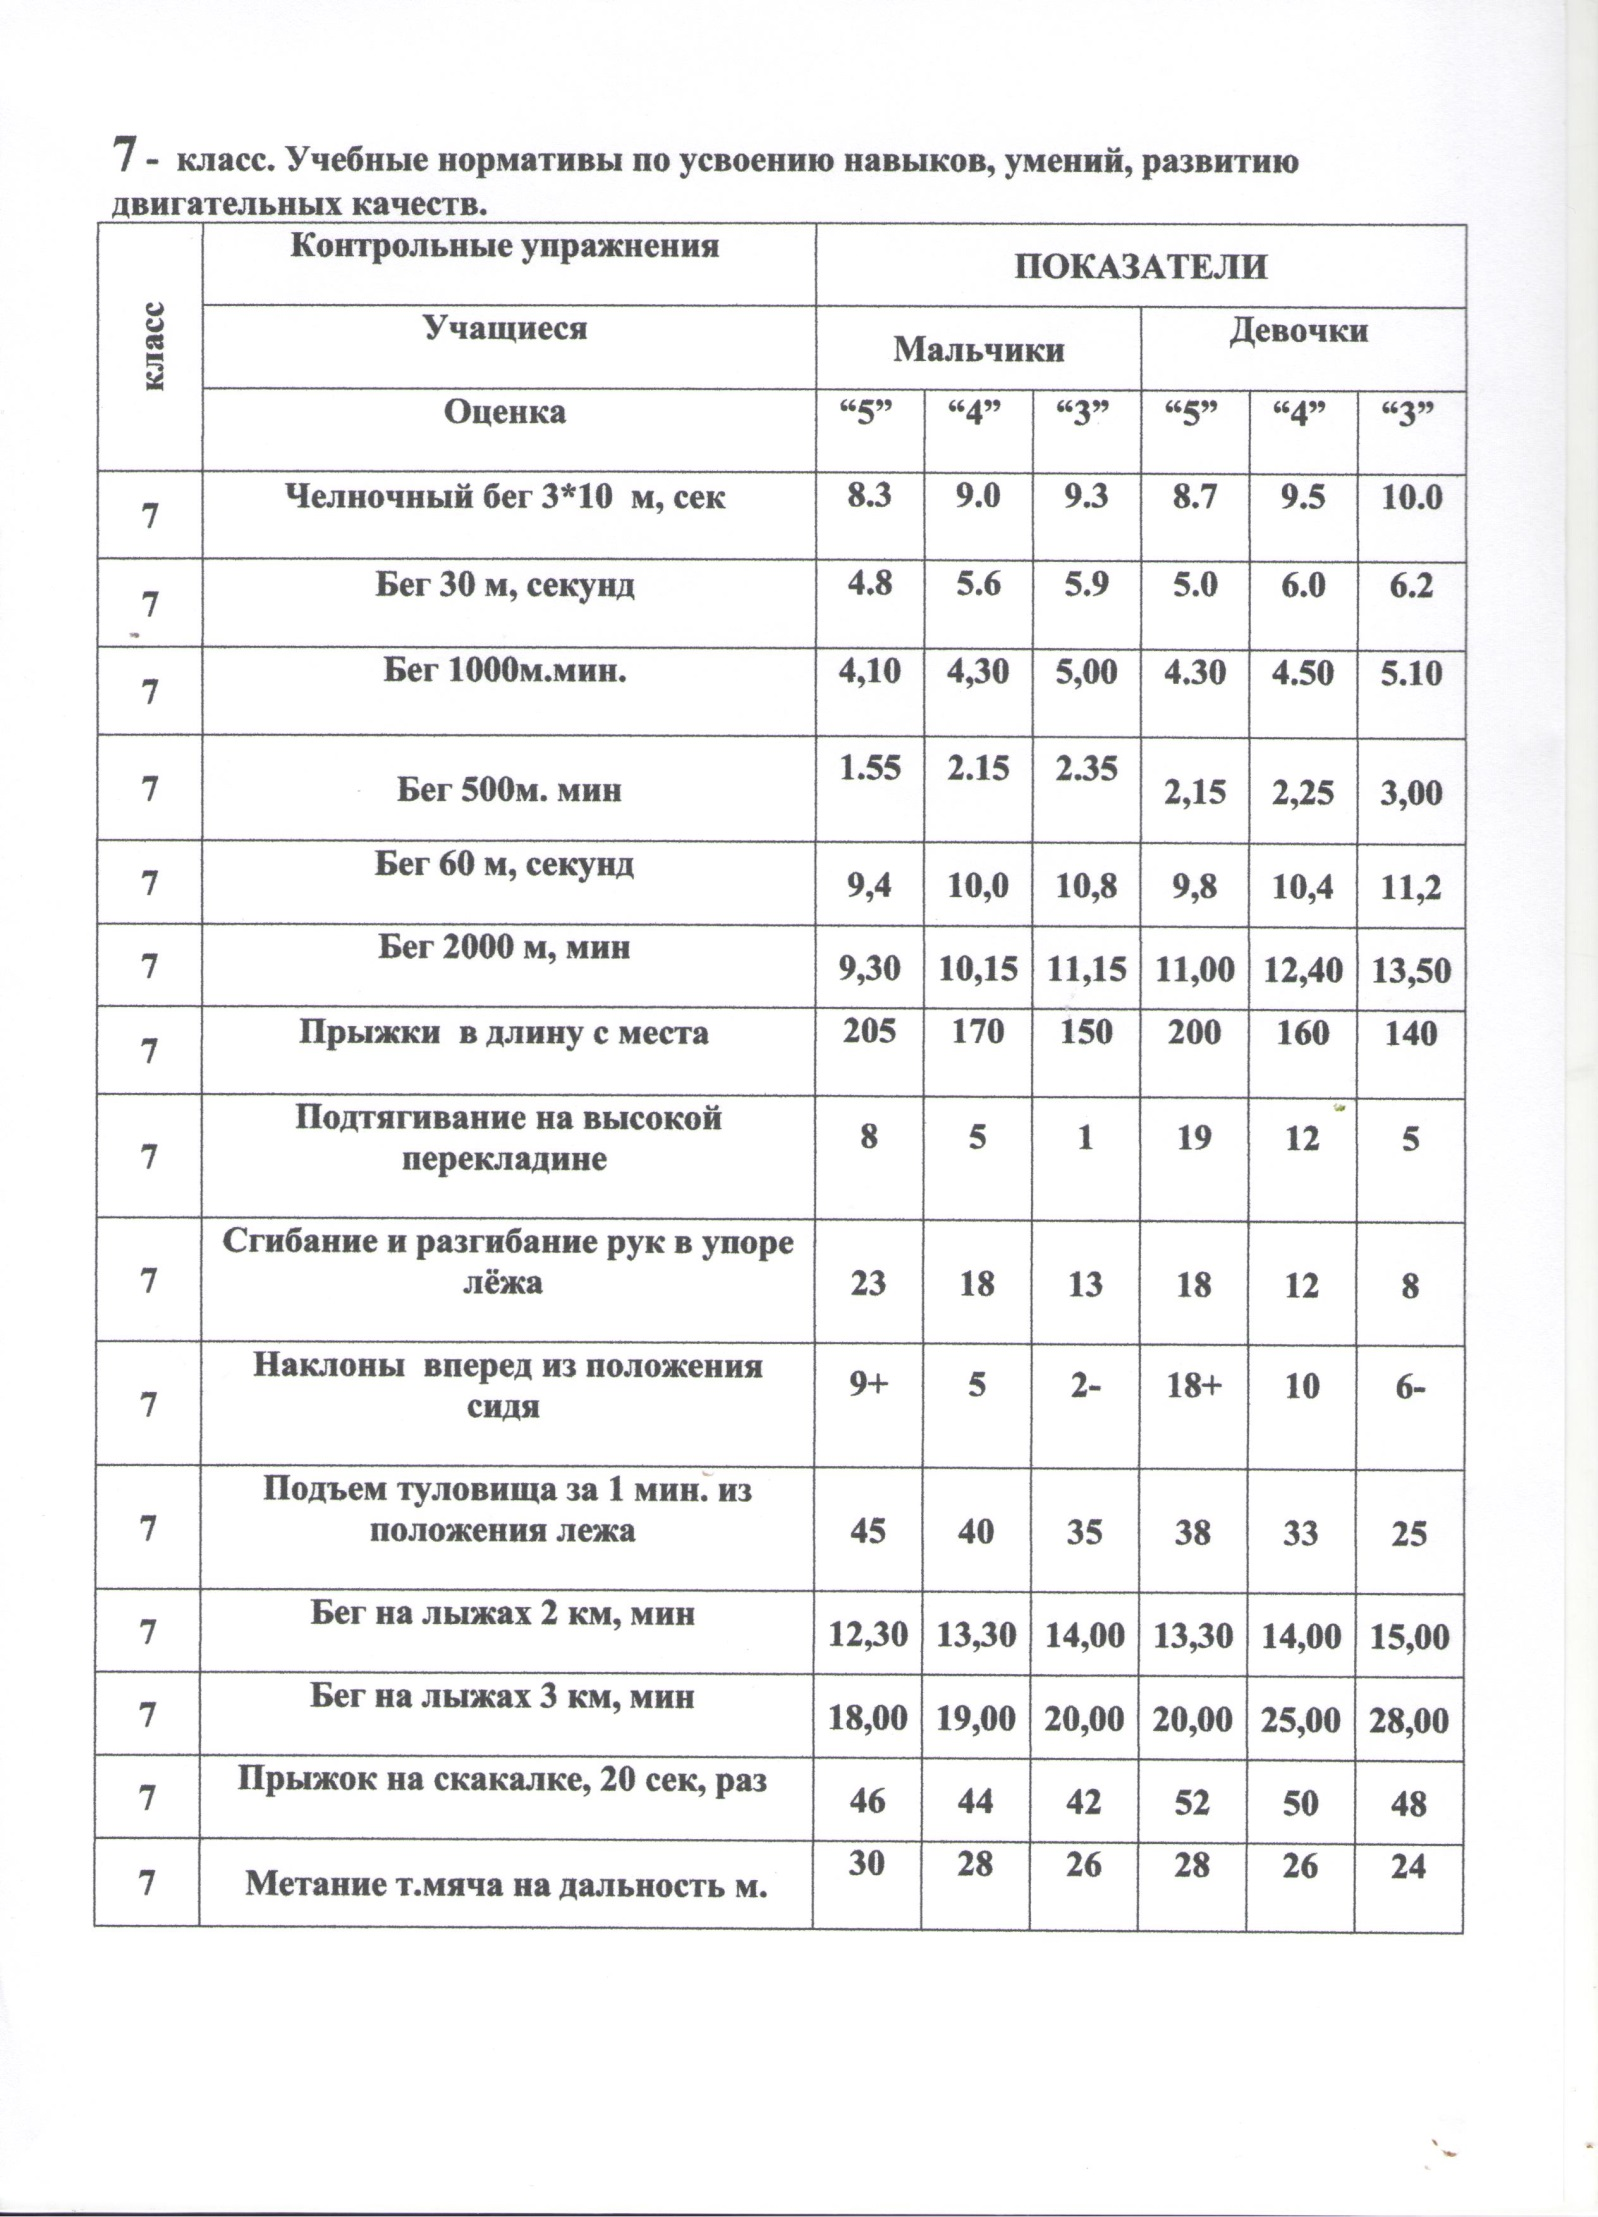 7 - класс. Учебные нормативы по усвоению навыков, умений, развитию
двигательных качеств.
класс
Контрольные упражнения
ПОКАЗАТЕЛИ
Учащиеся
Мальчики
Девочки
Оценка “5” “4” “3” “5” “4” “3”
7 Челночный бег 3*10 м, сек 8.3 9.0 9.3 8.7 9.5 10.0
7 Бег 30 м, секунд 4.8 5.6 5.9 5.0 6.0 6.2
7 Бег 1000м.мин. 4,10 4,30 5,00 4.30 4.50 5.10
7 Бег 500м. мин 1.55 2.15 2.35 2,15 2,25 3,00
7 Бег 60 м, секунд 9,4 10,0 10,8 9,8 10,4 11,2
7 Бег 2000 м, мин 9,30 10,15 11,15 11,00 12,40 13,50
7 Прыжки в длину с места 205 170 150 200 160 140
7 Подтягивание на высокой
перекладине 8 5 1 19 12 5
7 Сгибание и разгибание рук в упоре
лёжа 23 18 13 18 12 8
7 Наклоны вперед из положения
сидя 9+ 5 2- 18+ 10 6-
7 Подъем туловища за 1 мин. из
положения лежа 45 40 35 38 33 25
7 Бег на лыжах 2 км, мин 12,30 13,30 14,00 13,30 14,00 15,00
7 Бег на лыжах 3 км, мин 18,00 19,00 20,00 20,00 25,00 28,00
7 Прыжок на скакалке, 20 сек, раз 46 44 42 52 50 48
7 Метание т.мяча на дальность м. 30 28 26 28 26 24